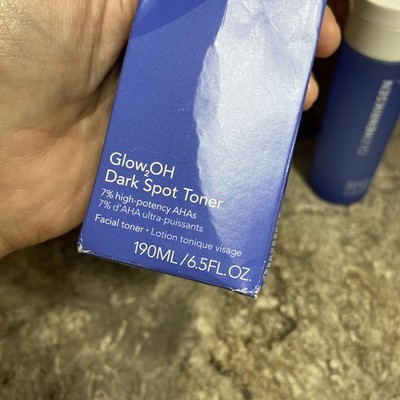 Glow₂OH
Dark Spot Toner
7% high-potency AHAs
7% d'AHA ultra-puissants
Facial toner • Lotion tonique visage
190ML/6.5FL.OZ.
OLEHENRIKSEN